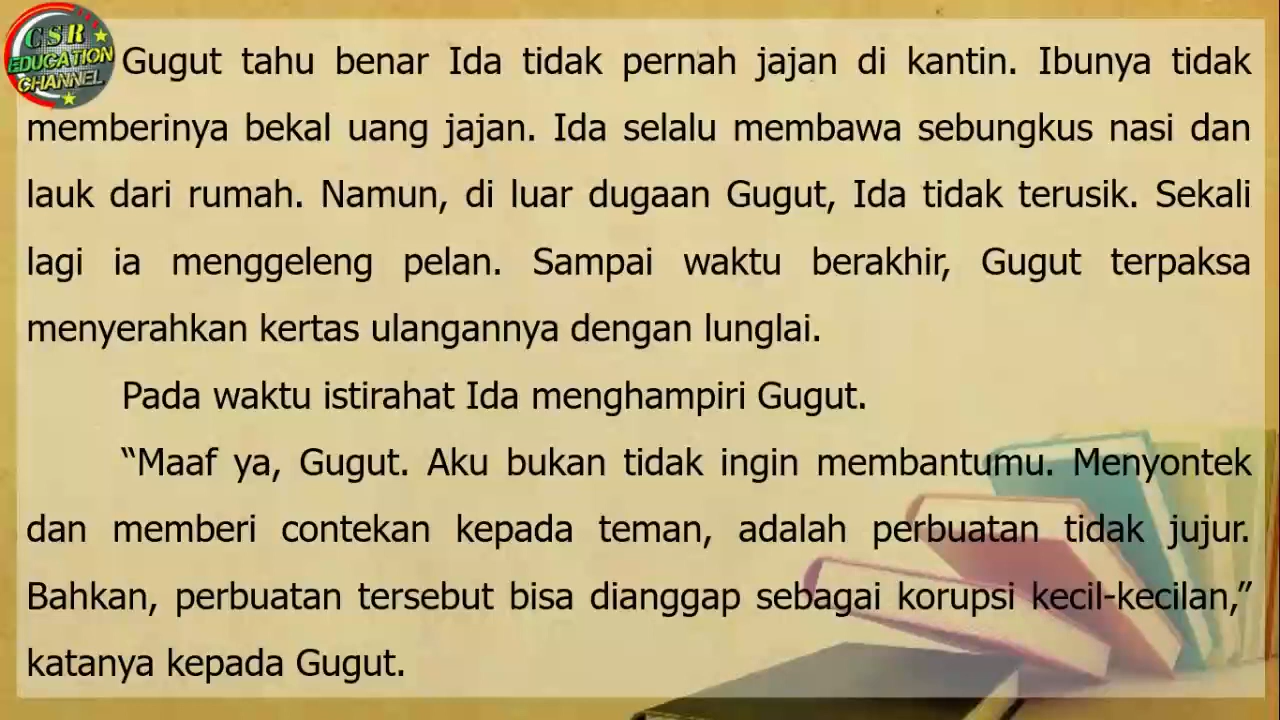 CSR
EDUCATION
CHANNEL
Gugut tahu benar Ida tidak pernah jajan di kantin. Ibunya tidak
memberinya bekal uang jajan. Ida selalu membawa sebungkus nasi dan
lauk dari rumah. Namun, di luar dugaan Gugut, Ida tidak terusik. Sekali
lagi ia menggeleng pelan. Sampai waktu berakhir, Gugut terpaksa
menyerahkan kertas ulangannya dengan lunglai.
Pada waktu istirahat Ida menghampiri Gugut.
“Maaf ya, Gugut. Aku bukan tidak ingin membantumu. Menyontek
dan memberi contekan kepada teman, adalah perbuatan tidak jujur.
Bahkan, perbuatan tersebut bisa dianggap sebagai korupsi kecil-kecilan,”
katanya kepada Gugut.